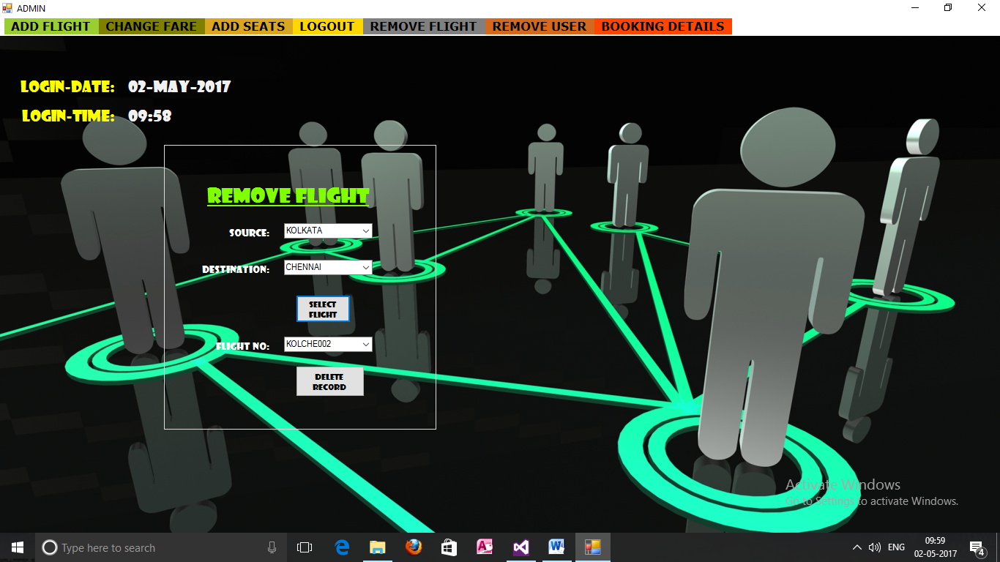 ADMIN
ADD FLIGHT CHANGE FARE ADD SEATS LOGOUT REMOVE FLIGHT REMOVE USER BOOKING DETAILS
LOGIN-DATE: 02-MAY-2017
LOGIN-TIME: 09:58
REMOVE FLIGHT
SOURCE: KOLKATA
DESTINATION: CHENNAI
SELECT
FLIGHT
FLIGHT NO: KOLCHE002
DELETE
RECORD
Activate Windows
Go to Settings to activate Windows.
Type here to search
ENG
09:59
02-05-2017
4